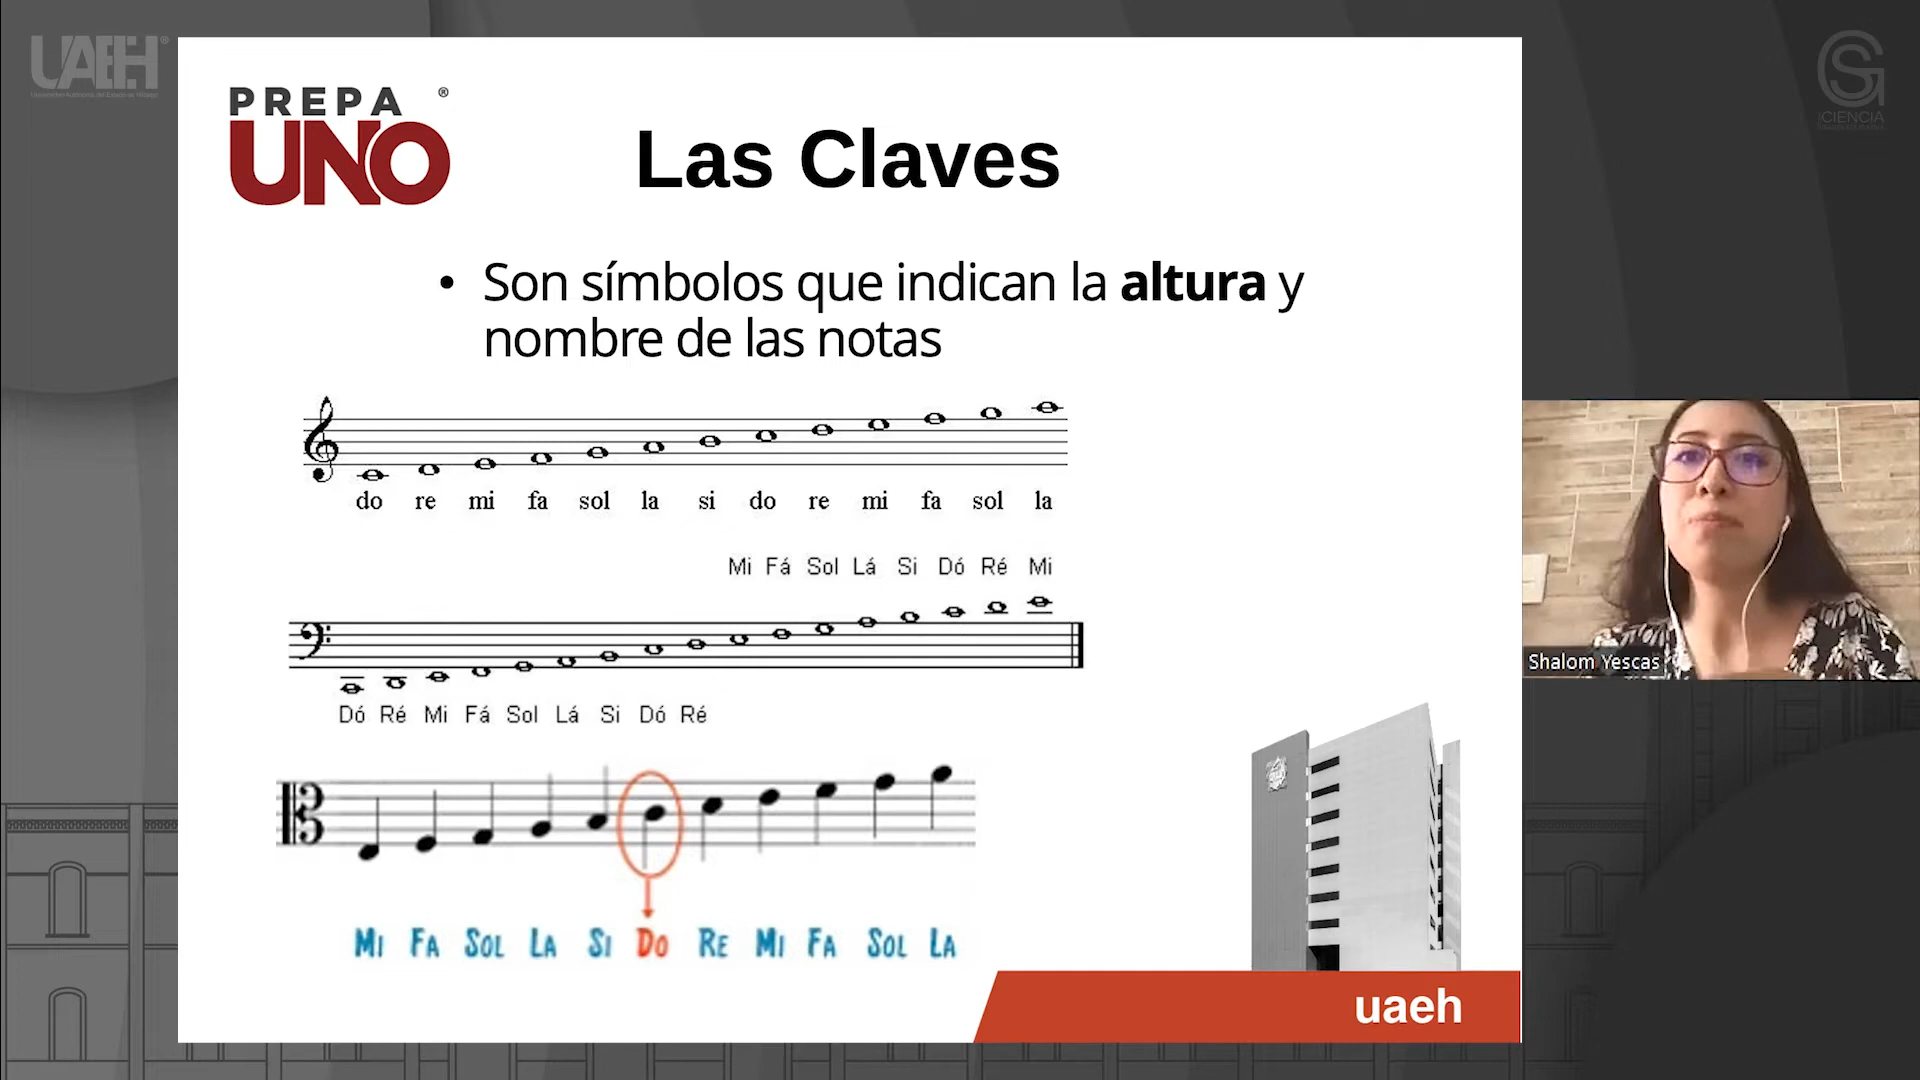 UAEH
PREPA ®
UNO
Las Claves
• Son símbolos que indican la altura y
nombre de las notas
do re mi fa sol la si do re mi fa sol la
Mi Fá Sol Lá Si Dó Ré Mi
Dó Ré Mi Fá Sol Lá Si Dó Ré
MI FA SOL LA SI DO RE MI FA SOL LA
uaeh
CIENCIA
Shalom Yescas